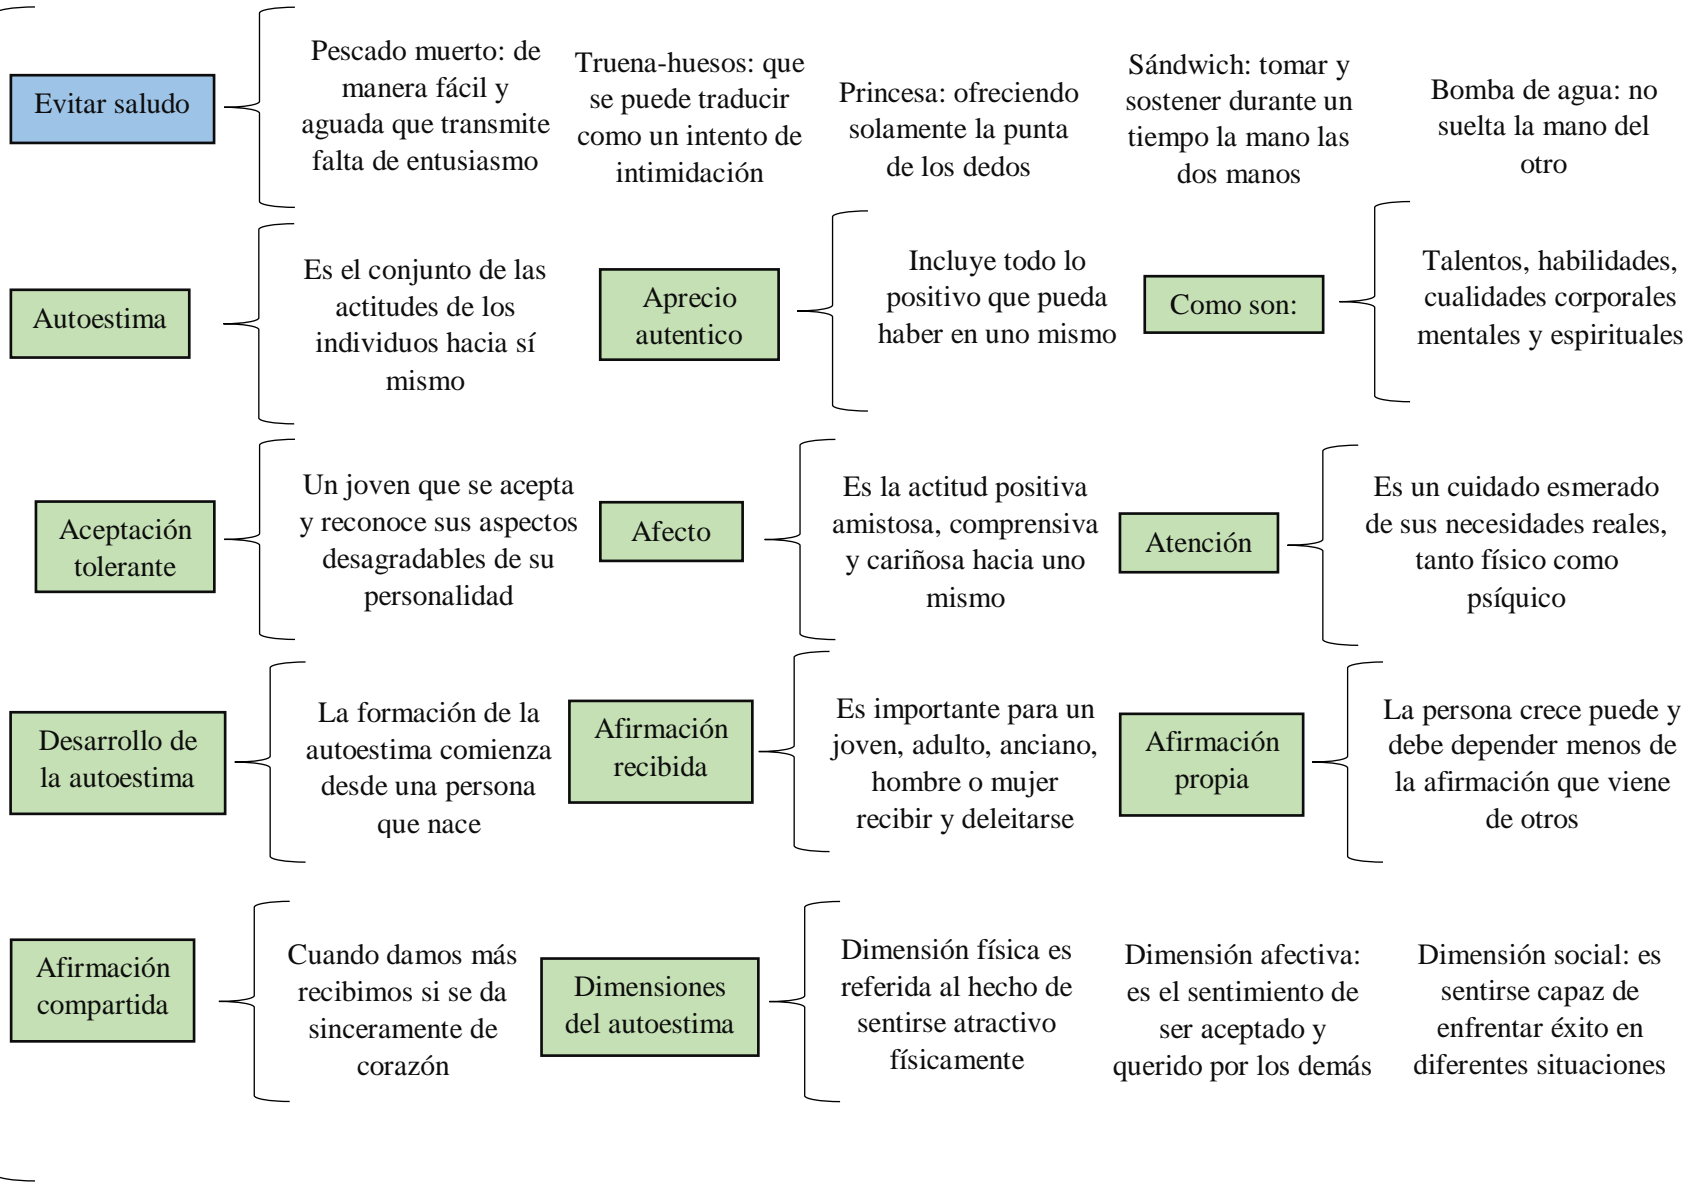 Evitar saludo
Pescado muerto: de
manera fácil y
aguada que transmite
falta de entusiasmo
Truena-huesos: que
se puede traducir
como un intento de
intimidación
Princesa: ofreciendo
solamente la punta
de los dedos
Sándwich: tomar y
sostener durante un
tiempo la mano las
dos manos
Bomba de agua: no
suelta la mano del
otro
Autoestima
Es el conjunto de las
actitudes de los
individuos hacia sí
mismo
Aprecio
autentico
Incluye todo lo
positivo que pueda
haber en uno mismo
Como son:
Talentos, habilidades,
cualidades corporales
mentales y espirituales
Aceptación
tolerante
Un joven que se acepta
y reconoce sus aspectos
desagradables de su
personalidad
Afecto
Es la actitud positiva
amistosa, comprensiva
y cariñosa hacia uno
mismo
Atención
Es un cuidado esmerado
de sus necesidades reales,
tanto físico como
psíquico
Desarrollo de
la autoestima
La formación de la
autoestima comienza
desde una persona
que nace
Afirmación
recibida
Es importante para un
joven, adulto, anciano,
hombre o mujer
recibir y deleitarse
Afirmación
propia
La persona crece puede y
debe depender menos de
la afirmación que viene
de otros
Afirmación
compartida
Cuando damos más
recibimos si se da
sinceramente de
corazón
Dimensiones
del autoestima
Dimensión física es
referida al hecho de
sentirse atractivo
físicamente
Dimensión afectiva:
es el sentimiento de
ser aceptado y
querido por los demás
Dimensión social: es
sentirse capaz de
enfrentar éxito en
diferentes situaciones